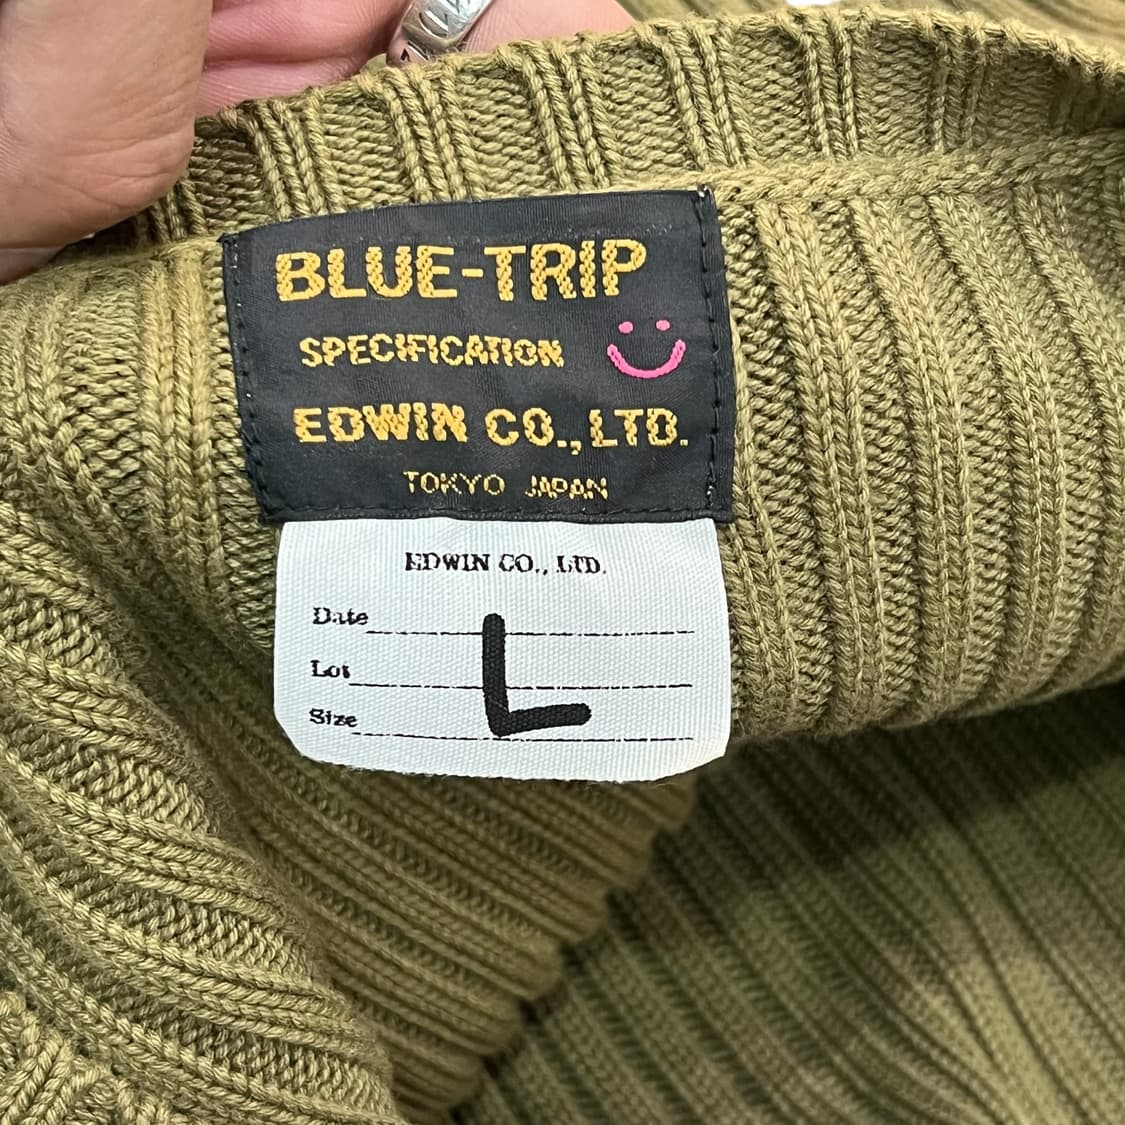 BLUE-TRIP
SPECIFICATION
EDWIN CO.,LTD.
TOKYO JAPAN
EDWIN CO., LTD.
Date
Lot
Size
L